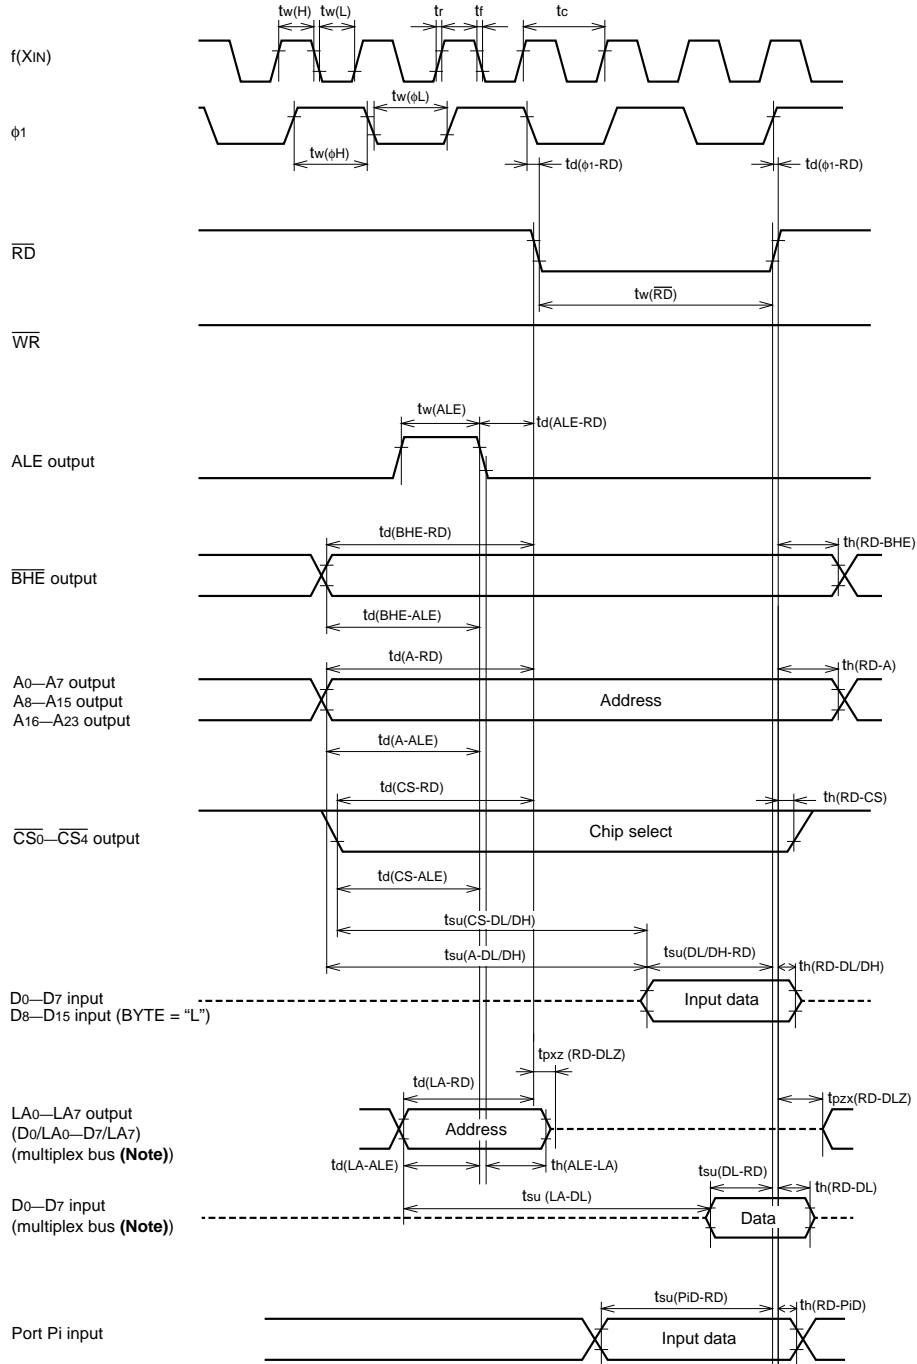 tw(H) tw(L) tr tf tc
f(XIN)
tw(ϕL)
ϕ1
tw(ϕH) td(ϕ1-RD) td(ϕ1-RD)
RD
tw(RD)
WR
tw(ALE)
td(ALE-RD)
ALE output
td(BHE-RD)
th(RD-BHE)
BHE output
td(BHE-ALE)
td(A-RD)
th(RD-A)
A0—A7 output
A8—A15 output
A16—A23 output
Address
td(A-ALE)
td(CS-RD)
th(RD-CS)
CS0—CS4 output
Chip select
td(CS-ALE)
tsu(CS-DL/DH)
tsu(A-DL/DH) tsu(DL/DH-RD)
th(RD-DL/DH)
D0—D7 input
D8—D15 input (BYTE = “L”)
Input data
tpxz (RD-DLZ)
td(LA-RD)
tpzx(RD-DLZ)
LA0—LA7 output
(D0/LA0—D7/LA7)
(multiplex bus (Note))
Address
td(LA-ALE) th(ALE-LA)
tsu(DL-RD)
th(RD-DL)
tsu (LA-DL)
D0—D7 input
(multiplex bus (Note))
Data
tsu(PiD-RD)
th(RD-PiD)
Port Pi input
Input data